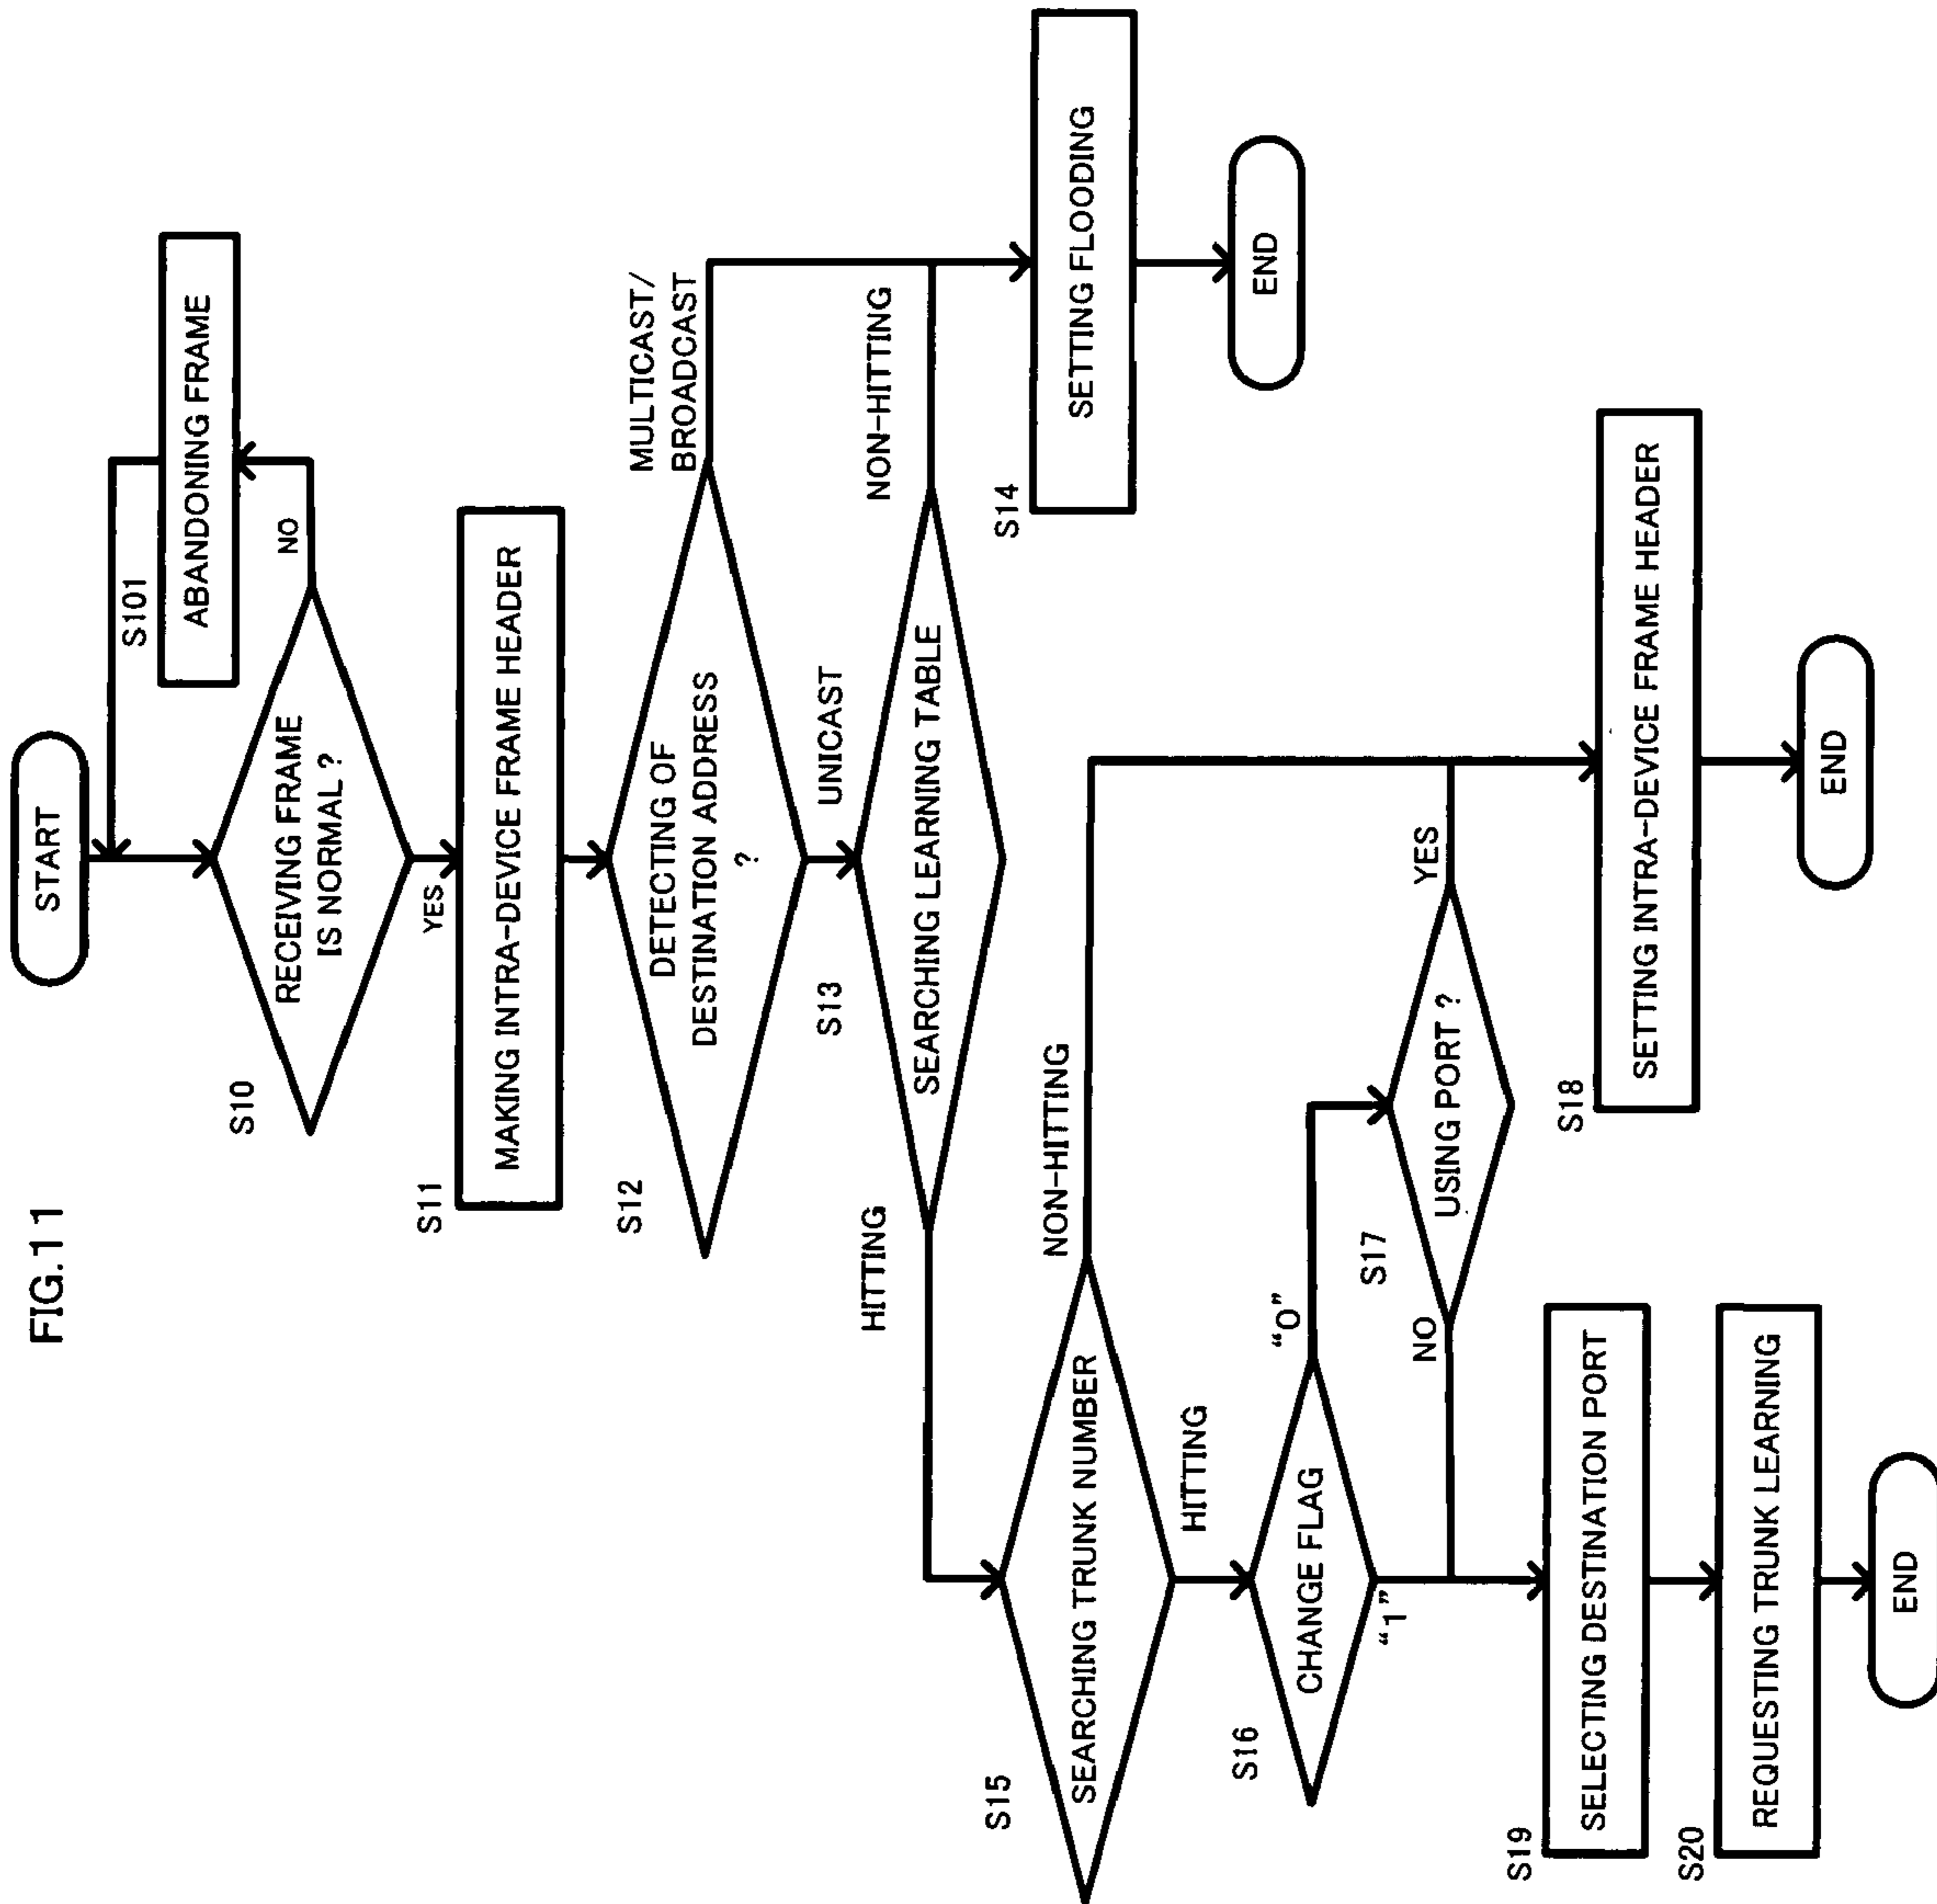 FIG.11
START
S10
RECEIVING FRAME
IS NORMAL ?
NO
S101
ABANDONING FRAME
YES
S11
MAKING INTRA-DEVICE FRAME HEADER
S12
DETECTING OF
DESTINATION ADDRESS
?
MULTICAST/
BROADCAST
UNICAST
S13
SEARCHING LEARNING TABLE
NON-HITTING
HITTING
S14
SETTING FLOODING
END
S15
SEARCHING TRUNK NUMBER
NON-HITTING
HITTING
S16
CHANGE FLAG
“0”
“1”
S17
USING PORT ?
YES
NO
S18
SETTING INTRA-DEVICE FRAME HEADER
END
S19
SELECTING DESTINATION PORT
S20
REQUESTING TRUNK LEARNING
END